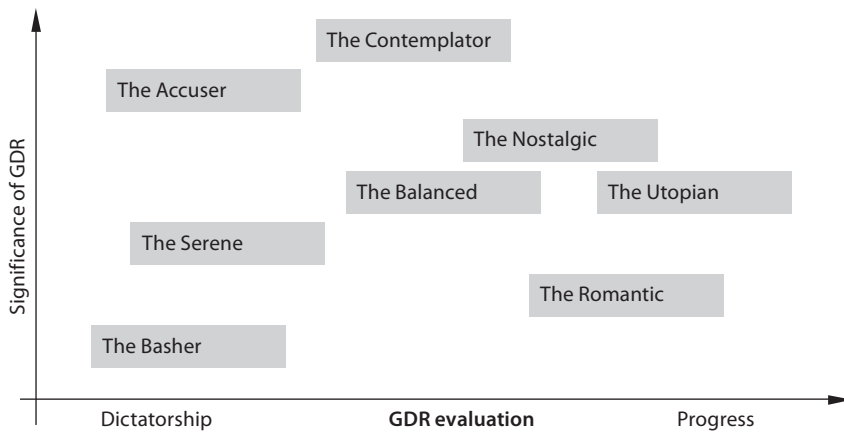 The Contemplator
The Accuser
The Nostalgic
The Balanced
The Utopian
The Serene
The Romantic
The Basher
Significance of GDR
Dictatorship
GDR evaluation
Progress